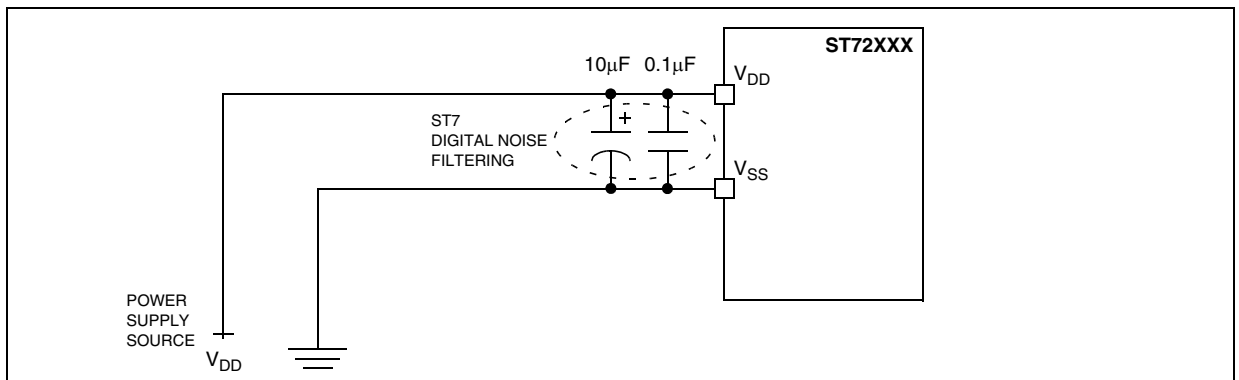 ST72XXX
10μF 0.1μF
VDD
+
ST7
DIGITAL NOISE
FILTERING
VSS
POWER
SUPPLY
SOURCE
VDD